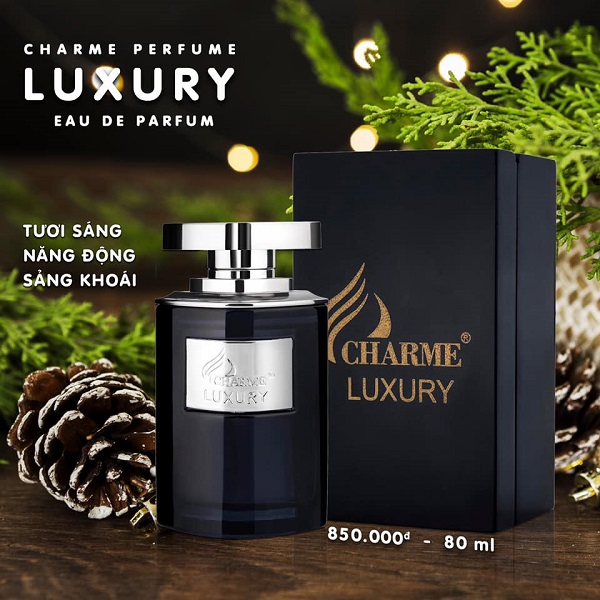 CHARME PERFUME
LUXURY
EAU DE PARFUM
TƯƠI SÁNG
NĂNG ĐỘNG
SẢNG KHOÁI
CHARME®
LUXURY
CHARME™
LUXURY
850.000đ - 80 ml